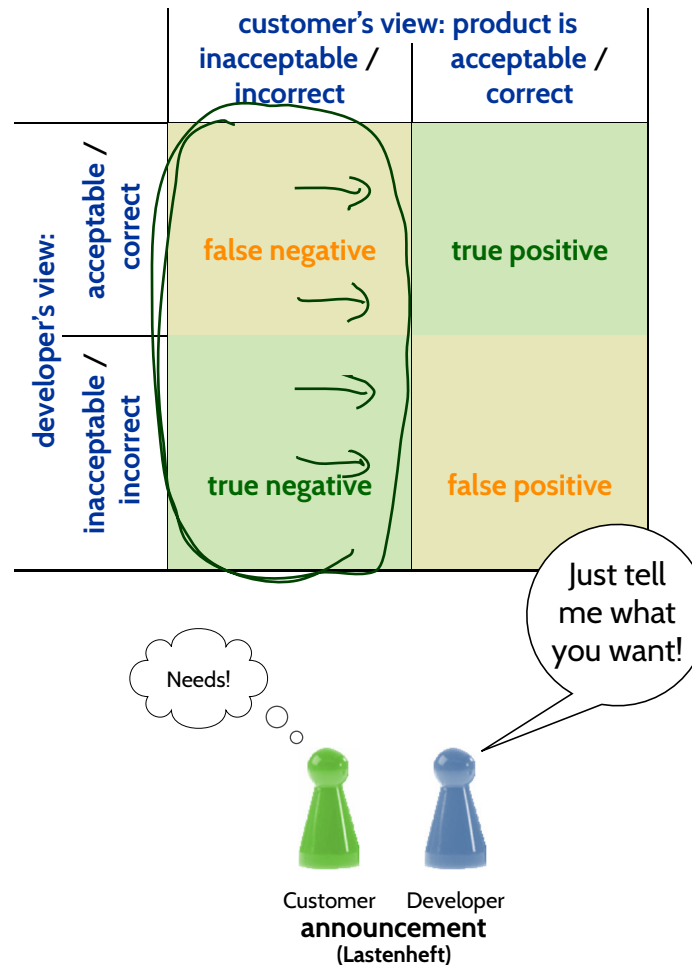 customer's view: product is
inacceptable /
incorrect
acceptable /
correct
developer's view:
acceptable /
correct
false negative
true positive
inacceptable /
incorrect
true negative
false positive
Just tell
me what
you want!
Needs!
Customer
Developer
announcement
(Lastenheft)